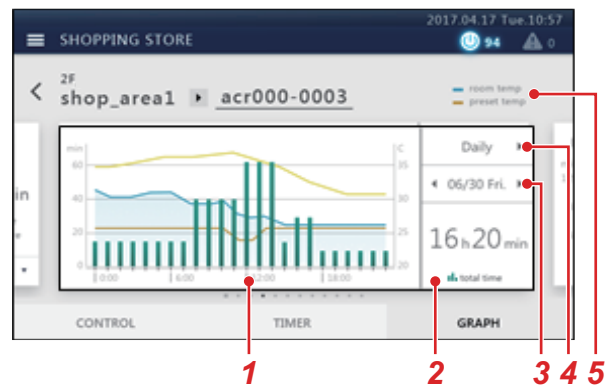 2017.04.17 Tue.10:57
SHOPPING STORE
94
0
2F
shop_area1
acr000-0003
room temp
preset temp
min
C
60
40
20
0
35
30
25
20
0:00
6:00
12:00
18:00
Daily
06/30 Fri.
16h20min
total time
in
CONTROL
TIMER
GRAPH
1
2
3
4
5